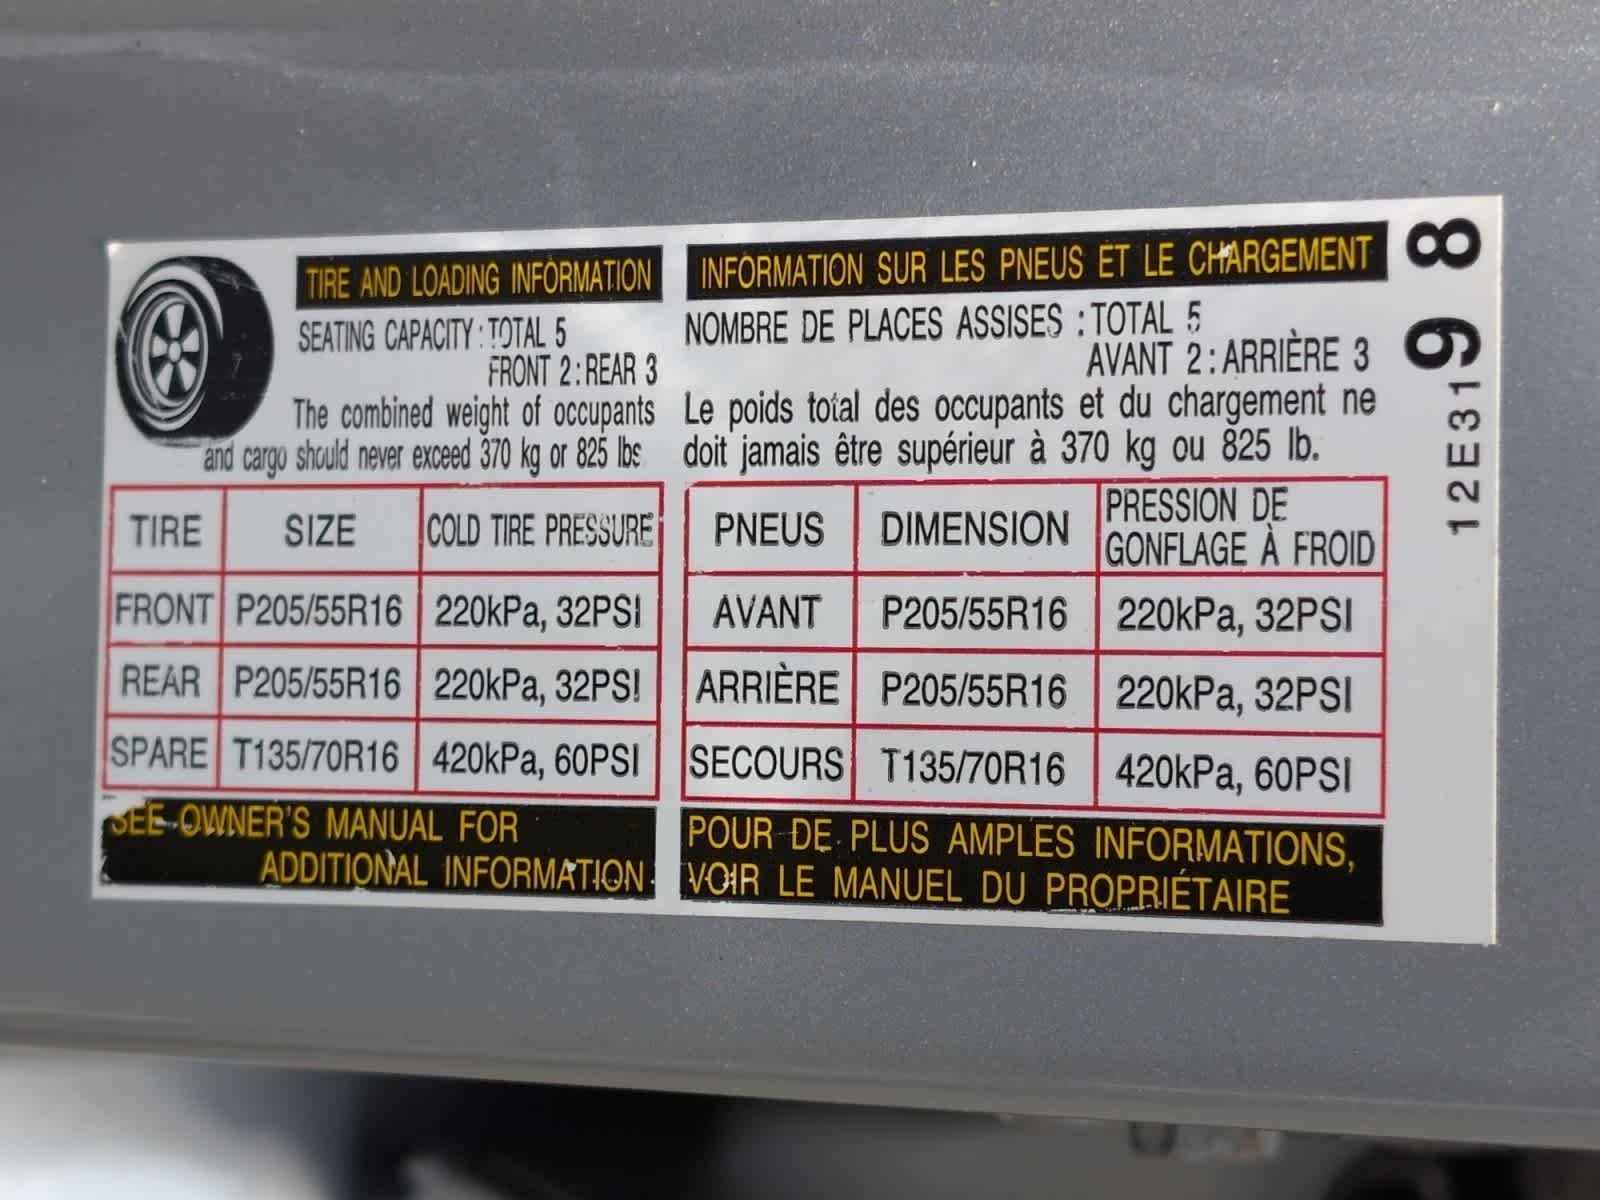 TIRE AND LOADING INFORMATION
SEATING CAPACITY : TOTAL 5
FRONT 2 : REAR 3
The combined weight of occupants
and cargo should never exceed 370 kg or 825 lbs
TIRE SIZE COLD TIRE PRESSURE
FRONT P205/55R16 220kPa, 32PSI
REAR P205/55R16 220kPa, 32PSI
SPARE T135/70R16 420kPa, 60PSI
SEE OWNER'S MANUAL FOR
ADDITIONAL INFORMATION
INFORMATION SUR LES PNEUS ET LE CHARGEMENT
NOMBRE DE PLACES ASSISES : TOTAL 5
AVANT 2 : ARRIÈRE 3
Le poids total des occupants et du chargement ne
doit jamais être supérieur à 370 kg ou 825 lb.
PNEUS DIMENSION PRESSION DE
GONFLAGE À FROID
AVANT P205/55R16 220kPa, 32PSI
ARRIÈRE P205/55R16 220kPa, 32PSI
SECOURS T135/70R16 420kPa, 60PSI
POUR DE PLUS AMPLES INFORMATIONS,
VOIR LE MANUEL DU PROPRIÉTAIRE
12E31 98